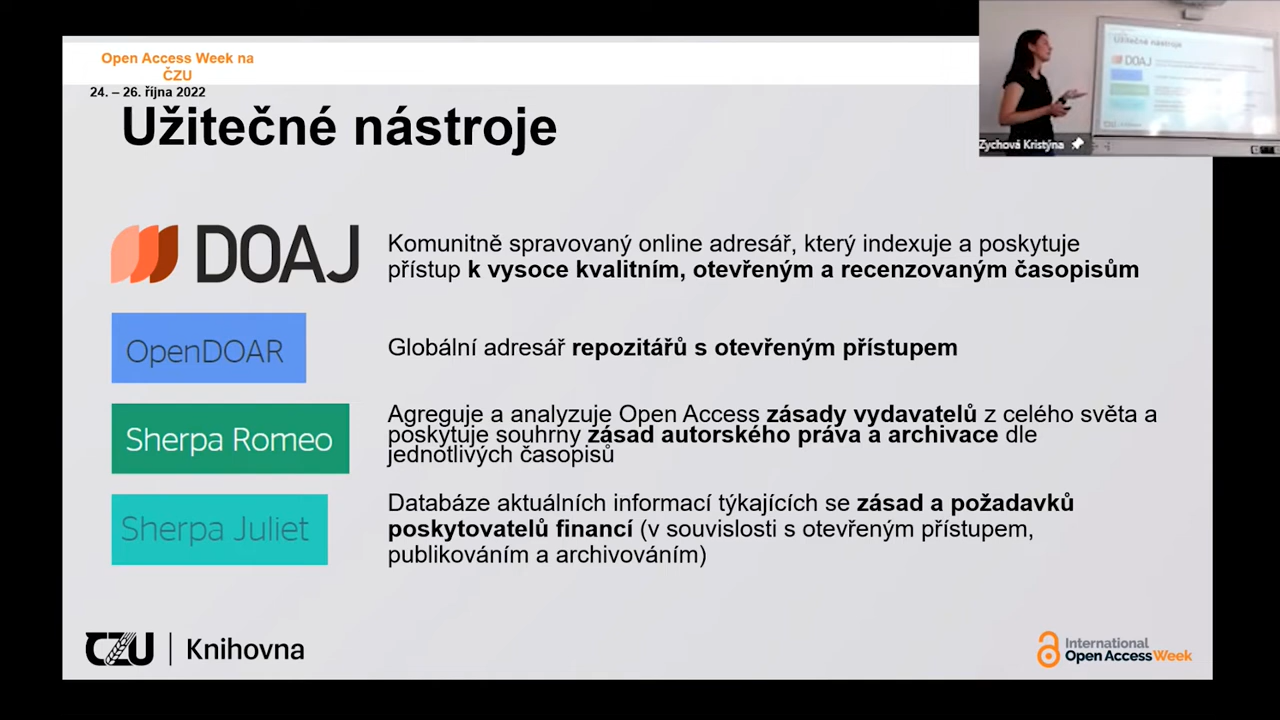 Open Access Week na
ČZU
24. – 26. října 2022
Užitečné nástroje
Užitečné nástroje
DOAJ
Zychová Kristýna
DOAJ
Komunitně spravovaný online adresář, který indexuje a poskytuje
přístup k vysoce kvalitním, otevřeným a recenzovaným časopisům
OpenDOAR
Globální adresář repozitářů s otevřeným přístupem
Sherpa Romeo
Agreguje a analyzuje Open Access zásady vydavatelů z celého světa a
poskytuje souhrny zásad autorského práva a archivace dle
jednotlivých časopisů
Sherpa Juliet
Databáze aktuálních informací týkajících se zásad a požadavků
poskytovatelů financí (v souvislosti s otevřeným přístupem,
publikováním a archivováním)
ČZU | Knihovna
International
Open Access Week